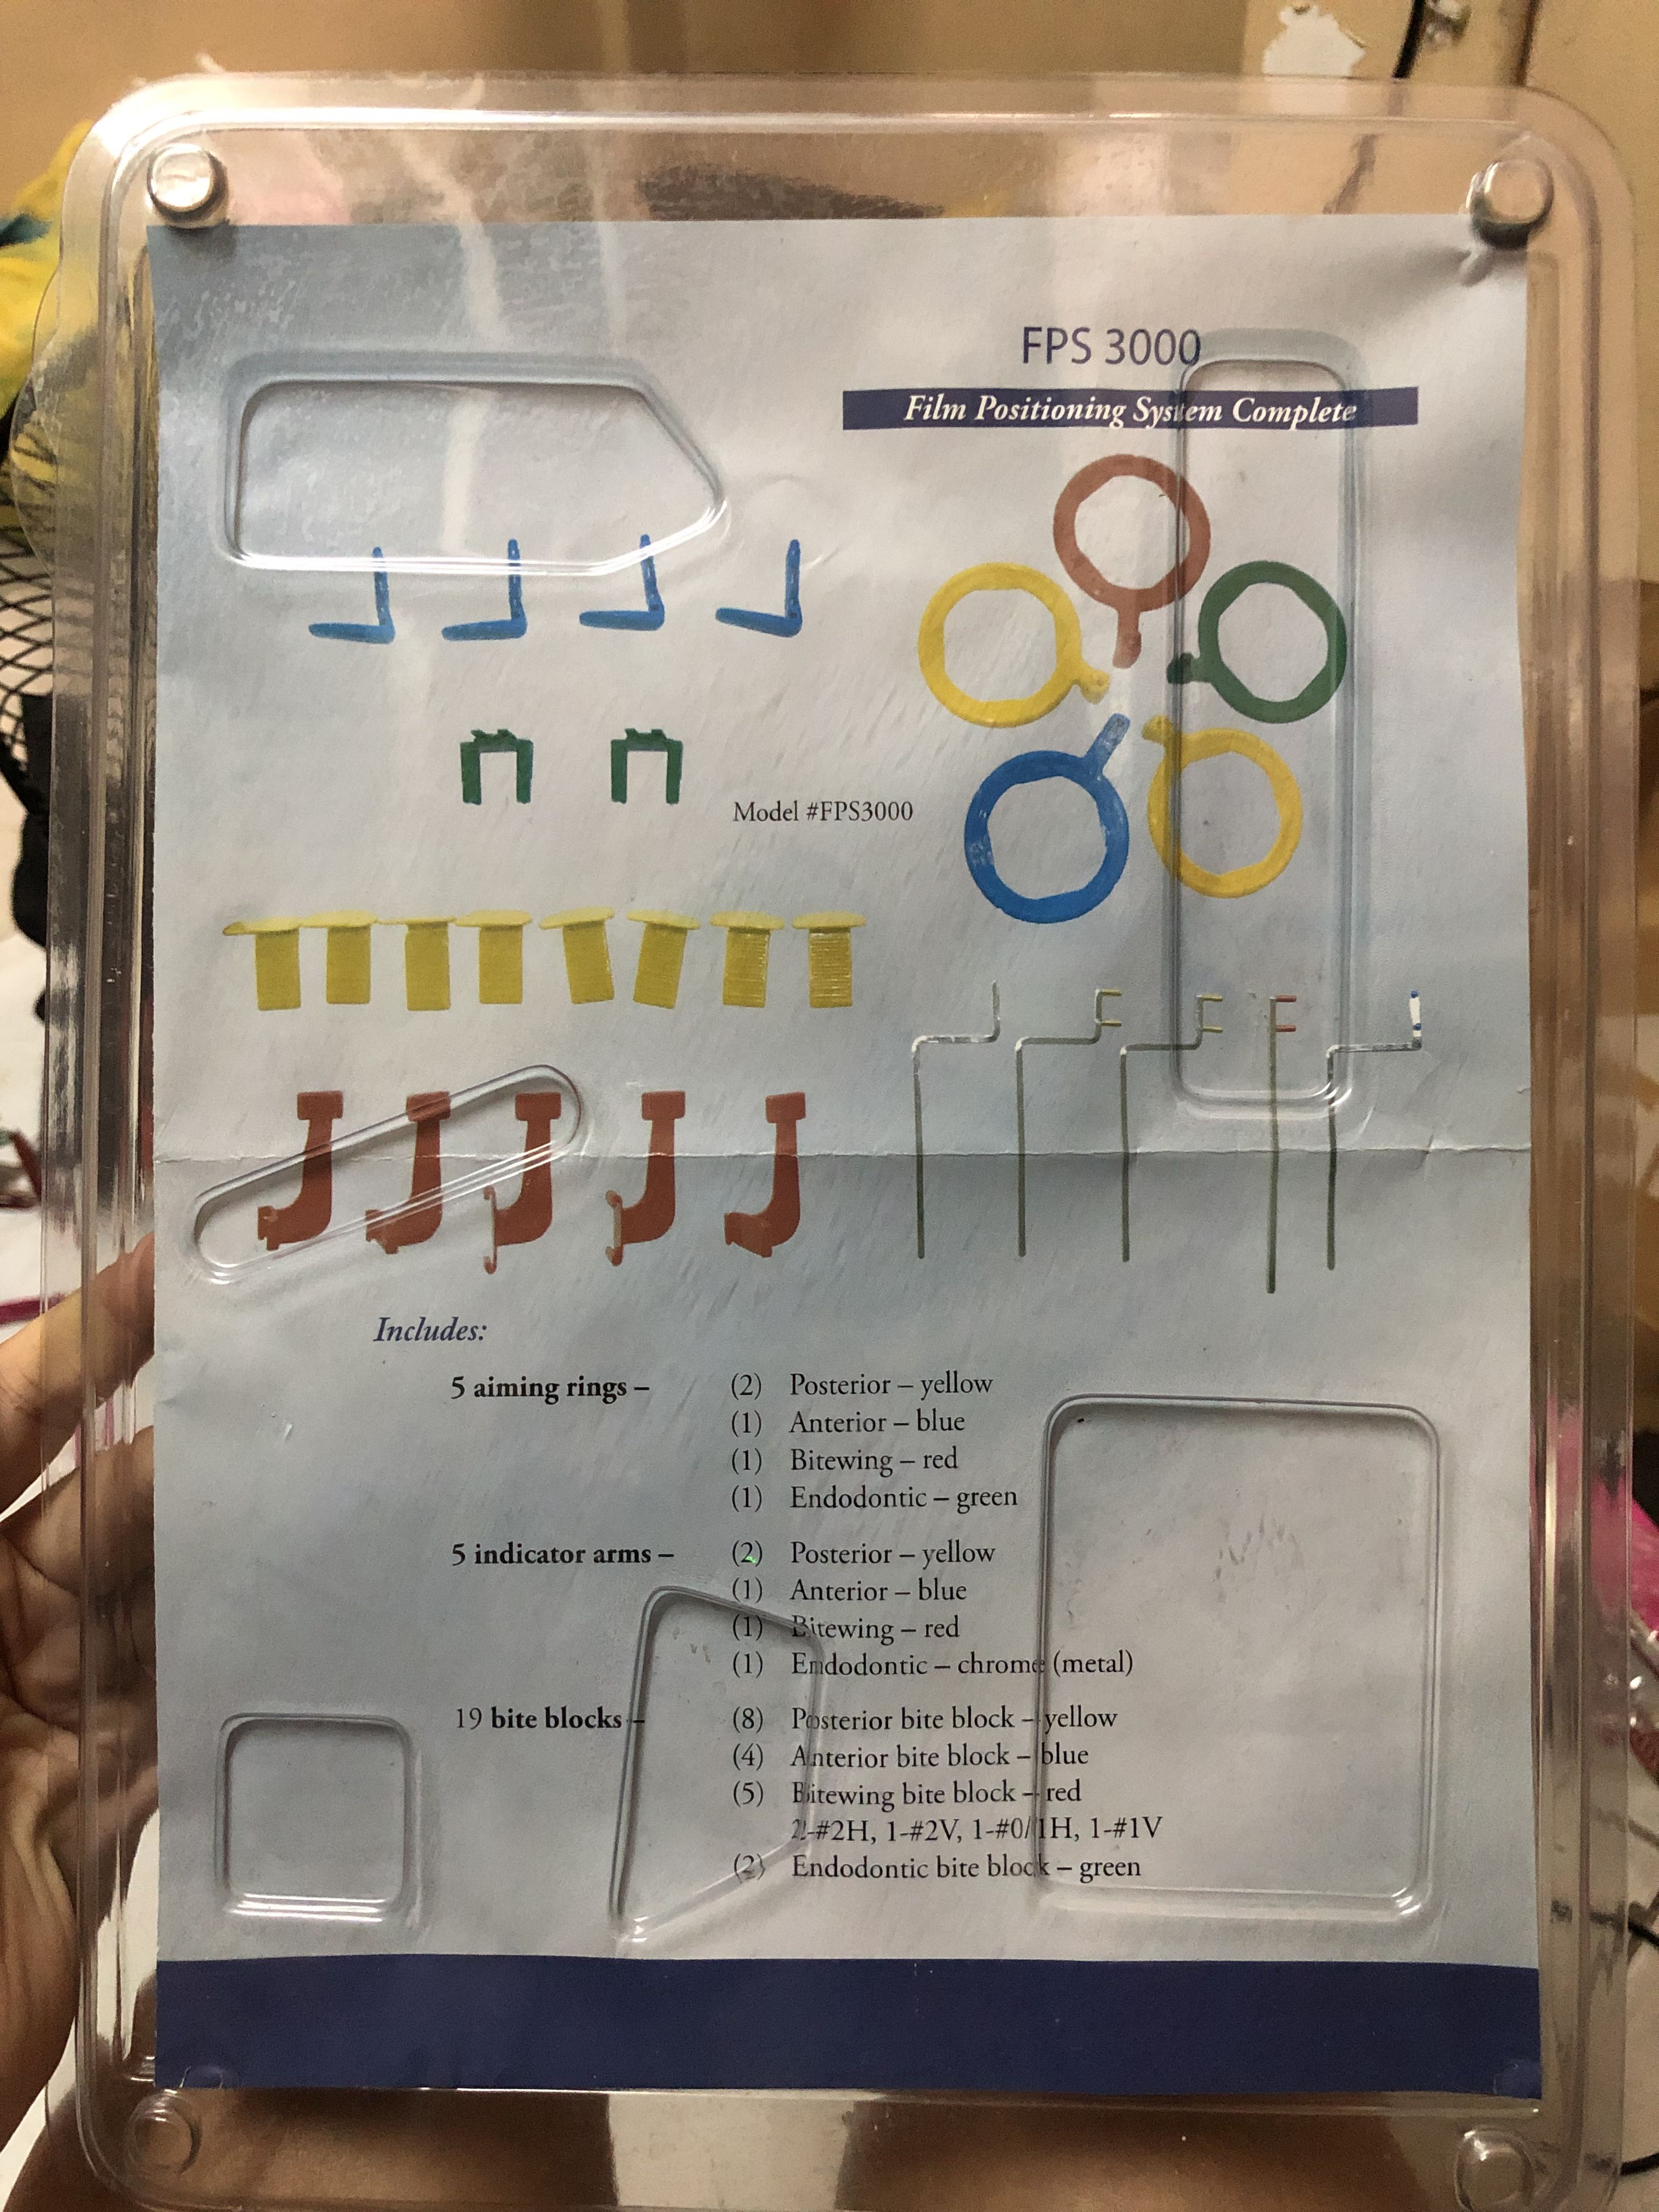 FPS 3000
Film Positioning System Complete
Model #FPS3000
Includes:
5 aiming rings – (2) Posterior – yellow
(1) Anterior – blue
(1) Bitewing – red
(1) Endodontic – green
5 indicator arms – (2) Posterior – yellow
(1) Anterior – blue
(1) Bitewing – red
(1) Endodontic – chrome (metal)
19 bite blocks – (8) Posterior bite block – yellow
(4) Anterior bite block – blue
(5) Bitewing bite block – red
2-#2H, 1-#2V, 1-#0/1H, 1-#1V
(2) Endodontic bite block – green